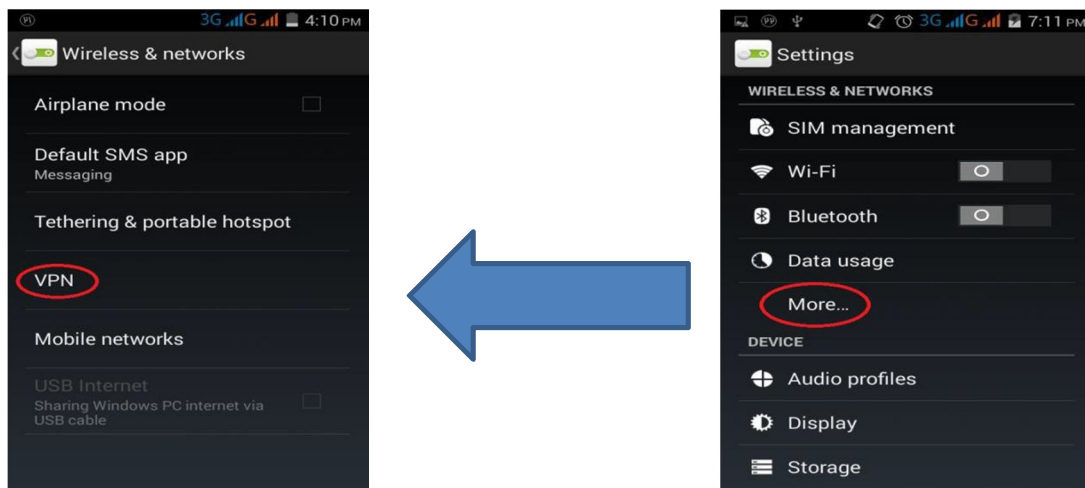 3G G 4:10 PM
Wireless & networks
Airplane mode
Default SMS app
Messaging
Tethering & portable hotspot
VPN
Mobile networks
USB Internet
Sharing Windows PC internet via
USB cable
3G G 7:11 PM
Settings
WIRELESS & NETWORKS
SIM management
Wi-Fi
Bluetooth
Data usage
More...
DEVICE
Audio profiles
Display
Storage